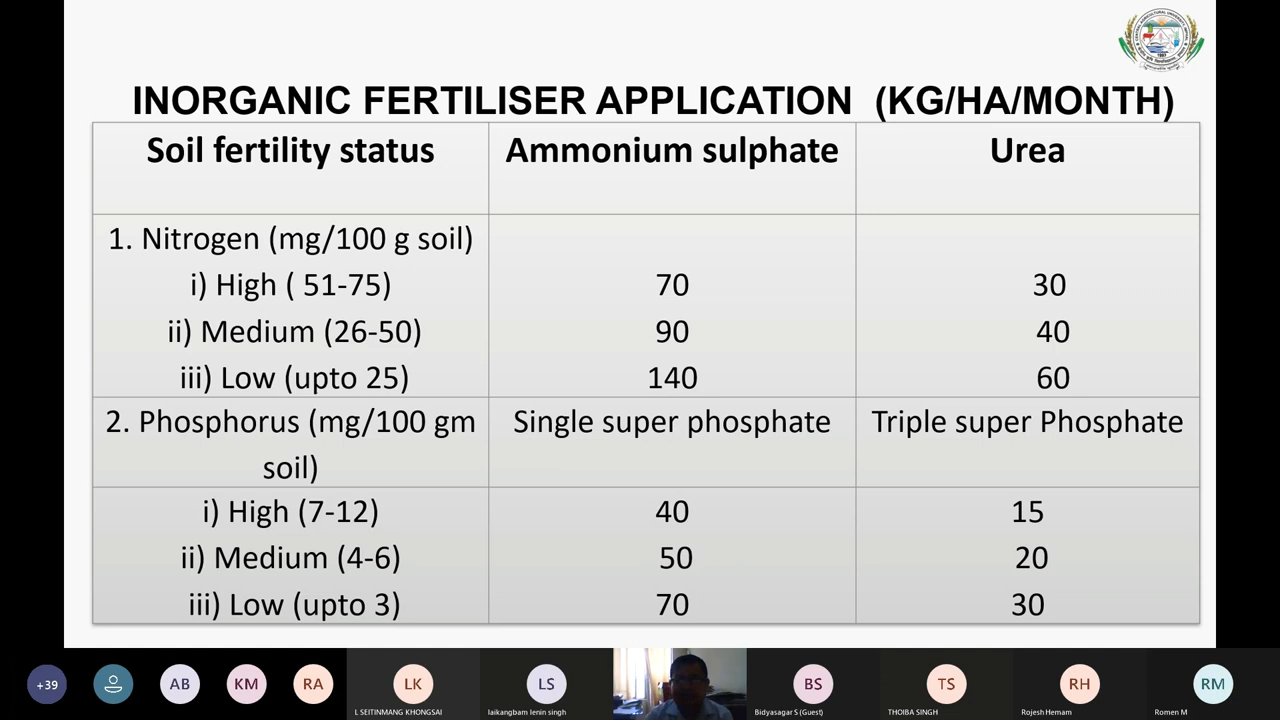 INORGANIC FERTILISER APPLICATION (KG/HA/MONTH)
Soil fertility status Ammonium sulphate Urea
1. Nitrogen (mg/100 g soil)
i) High ( 51-75) 70 30
ii) Medium (26-50) 90 40
iii) Low (upto 25) 140 60
2. Phosphorus (mg/100 gm Single super phosphate Triple super Phosphate
soil)
i) High (7-12) 40 15
ii) Medium (4-6) 50 20
iii) Low (upto 3) 70 30
+39 AB KM RA LK LS BS TS RH RM
L SEITINMANG KHONGSAI laikangbam lenin singh Bidyasagar S (Guest) THOIBA SINGH Rojesh Hemam Romen M